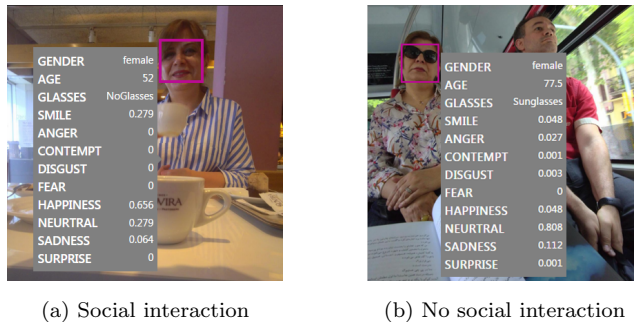 GENDER female
AGE 52
GLASSES NoGlasses
SMILE 0.279
ANGER 0
CONTEMPT 0
DISGUST 0
FEAR 0
HAPPINESS 0.656
NEURTRAL 0.279
SADNESS 0.064
SURPRISE 0
VIRA
GENDER female
AGE 77.5
GLASSES Sunglasses
SMILE 0.048
ANGER 0.027
CONTEMPT 0.001
DISGUST 0.003
FEAR 0
HAPPINESS 0.048
NEURTRAL 0.808
SADNESS 0.112
SURPRISE 0.001
(a) Social interaction
(b) No social interaction